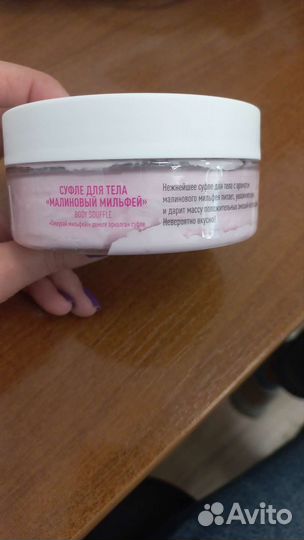 СУФЛЕ ДЛЯ ТЕЛА
«МАЛИНОВЫЙ МИЛЬФЕЙ»
BODY SOUFFLE
Нежнейшее суфле для тела с ароматом
малинового мильфея питает, увлажняет
и дарит массу положительных эмоций
Невероятно вкусно!
Avito